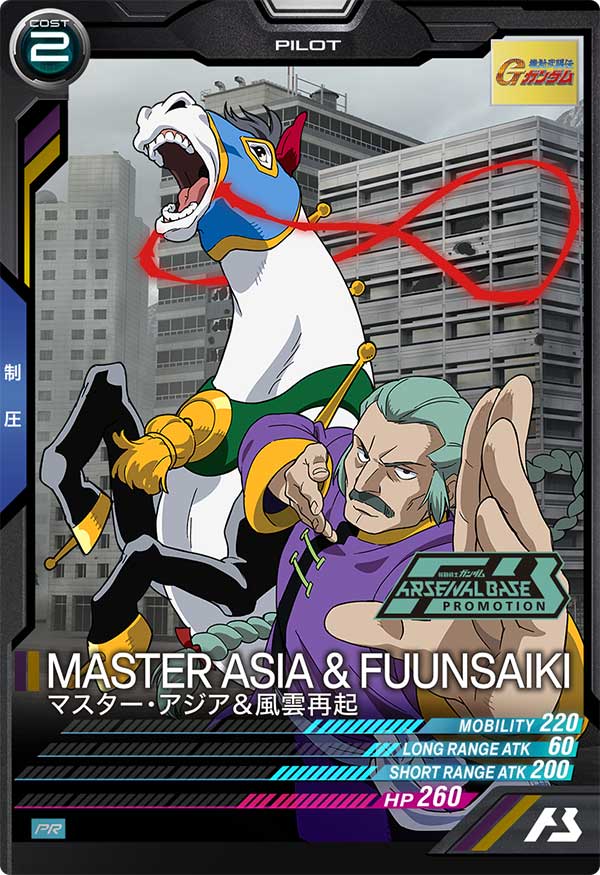 COST
2
PILOT
機動武闘伝
Gガンダム
制圧
機動戦士ガンダム
ARSENAL BASE
PROMOTION
MASTER ASIA & FUUNSAIKI
マスター・アジア&風雲再起
MOBILITY 220
LONG RANGE ATK 60
SHORT RANGE ATK 200
HP 260
PR